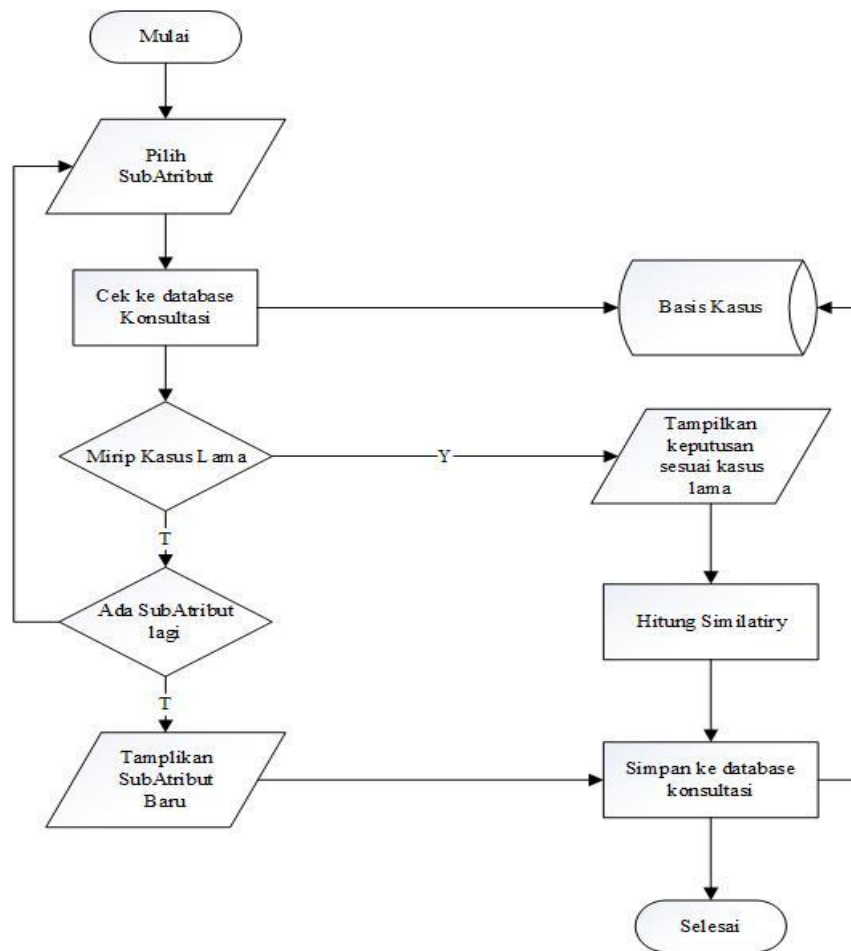 Mulai
Pilih
SubAtribut
Cek ke database
Konsultasi
Basis Kasus
Mirip Kasus Lama
Y
Tampilkan
keputusan
sesuai kasus
lama
T
Ada SubAtribut
lagi
Hitung Similatiry
T
Tamplikan
SubAtribut
Baru
Simpan ke database
konsultasi
Selesai